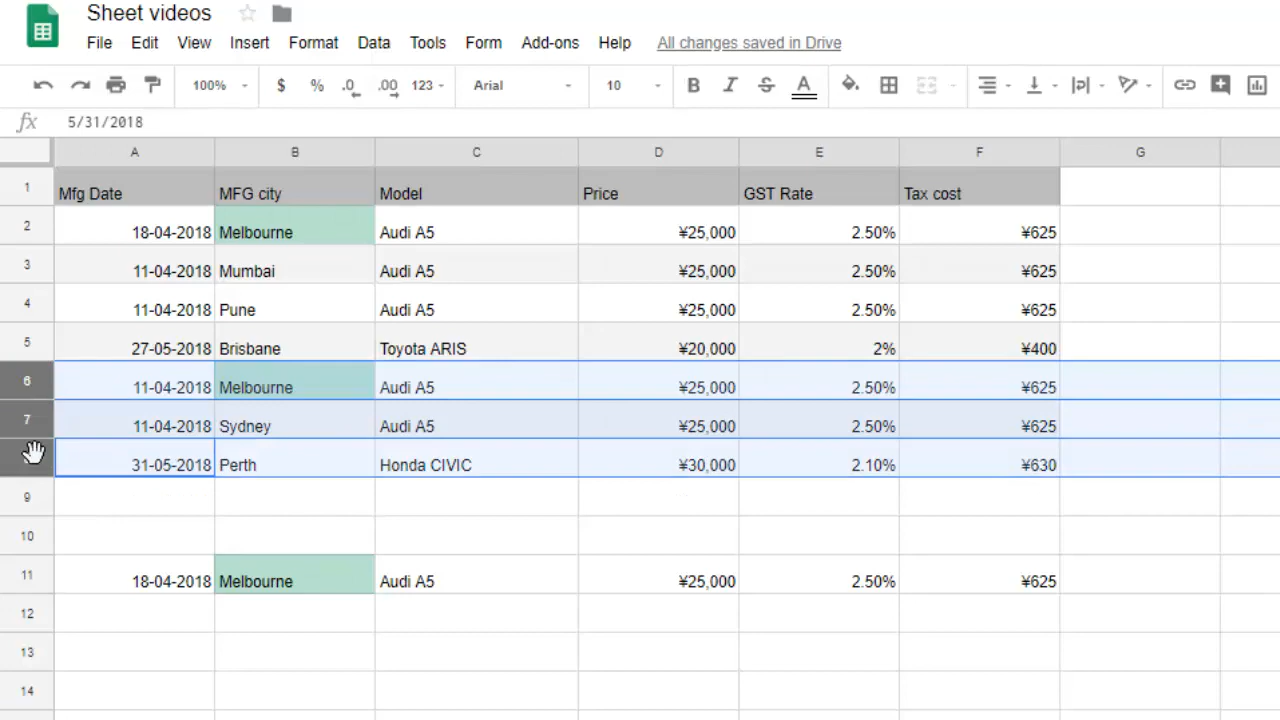 Sheet videos
File Edit View Insert Format Data Tools Form Add-ons Help All changes saved in Drive
100% $ % .0 .00 123 Arial 10 B I S A
fx 5/31/2018
A B C D E F G
1 Mfg Date MFG city Model Price GST Rate Tax cost
2 18-04-2018 Melbourne Audi A5 ¥25,000 2.50% ¥625
3 11-04-2018 Mumbai Audi A5 ¥25,000 2.50% ¥625
4 11-04-2018 Pune Audi A5 ¥25,000 2.50% ¥625
5 27-05-2018 Brisbane Toyota ARIS ¥20,000 2% ¥400
6 11-04-2018 Melbourne Audi A5 ¥25,000 2.50% ¥625
7 11-04-2018 Sydney Audi A5 ¥25,000 2.50% ¥625
31-05-2018 Perth Honda CIVIC ¥30,000 2.10% ¥630
9
10
11 18-04-2018 Melbourne Audi A5 ¥25,000 2.50% ¥625
12
13
14